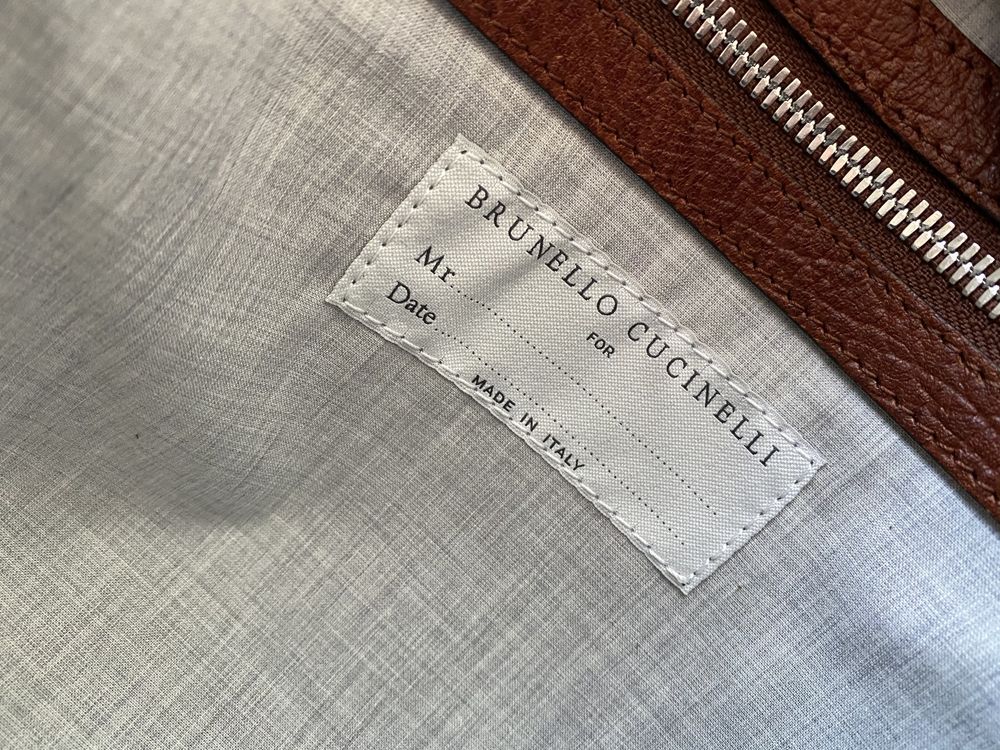 BRUNELLO CUCINELLI
FOR
Mr.
Date
MADE IN ITALY